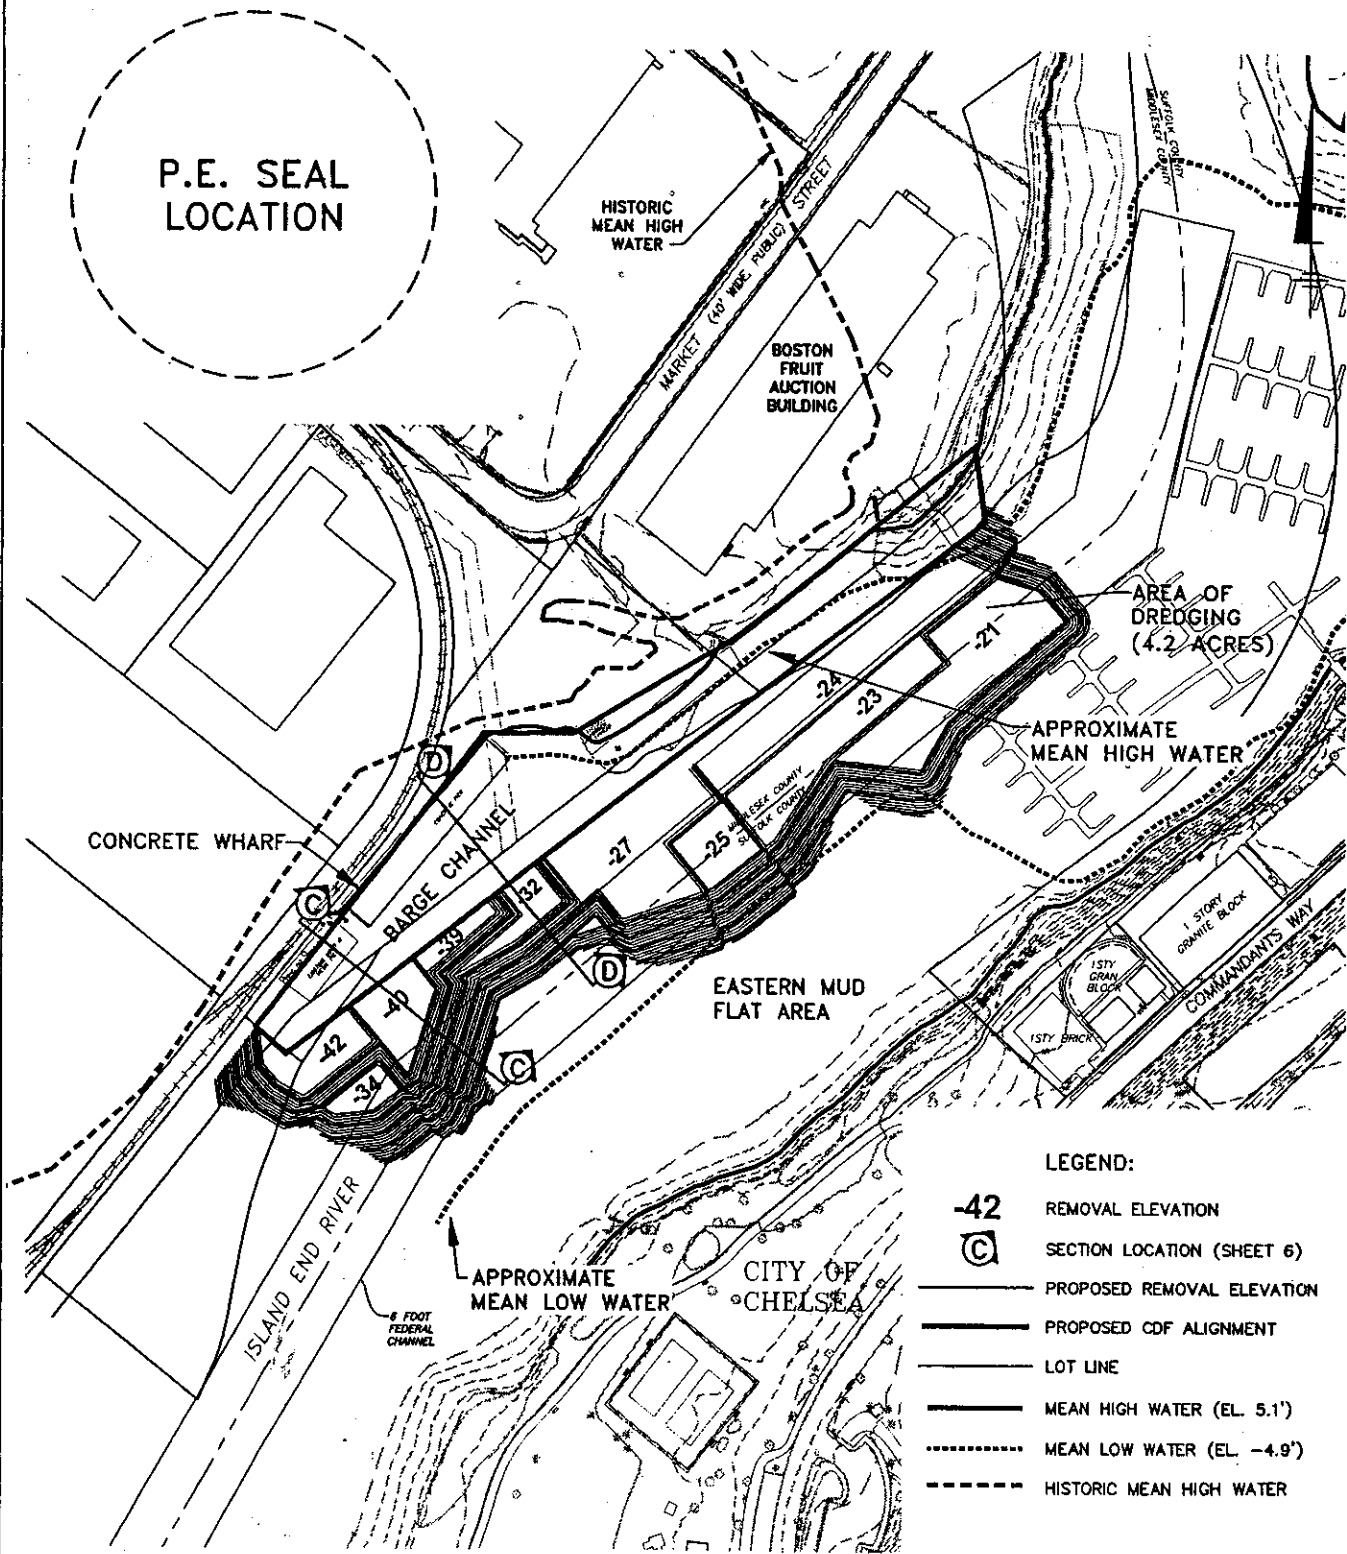 P.E. SEAL
LOCATION
HISTORIC
MEAN HIGH
WATER
MARKET (40' WIDE PUBLIC) STREET
SUFFOLK COUNTY
MIDDLESEX COUNTY
BOSTON
FRUIT
AUCTION
BUILDING
AREA OF
DREDGING
(4.2 ACRES)
-21
-24
-23
APPROXIMATE
MEAN HIGH WATER
D
CONCRETE WHARF
C
BARGE CHANNEL
MIDDLESEX COUNTY
SUFFOLK COUNTY
-27
-25
-32
-39
-40
-42
-34
D
C
EASTERN MUD
FLAT AREA
1 STORY
GRANITE BLOCK
1STY
GRAN
BLOCK
1STY BRICK
COMMANDANTS WAY
ISLAND END RIVER
6 FOOT
FEDERAL
CHANNEL
APPROXIMATE
MEAN LOW WATER
CITY OF
CHELSEA
LEGEND:
-42 REMOVAL ELEVATION
C SECTION LOCATION (SHEET 6)
PROPOSED REMOVAL ELEVATION
PROPOSED CDF ALIGNMENT
LOT LINE
MEAN HIGH WATER (EL. 5.1')
MEAN LOW WATER (EL. -4.9')
HISTORIC MEAN HIGH WATER